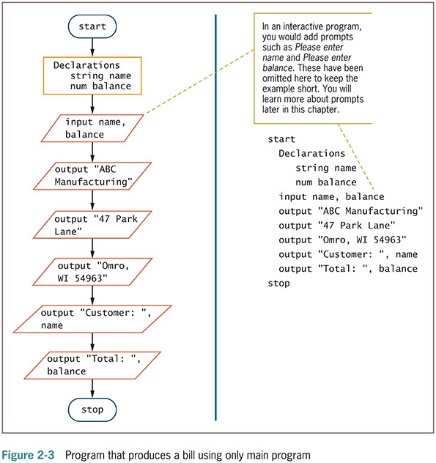 start
Declarations
string name
num balance
input name,
balance
output "ABC
Manufacturing"
output "47 Park
Lane"
output "Omro,
WI 54963"
output "Customer: ",
name
output "Total: ",
balance
stop
In an interactive program,
you would add prompts
such as Please enter
name and Please enter
balance. These have been
omitted here to keep the
example short. You will
learn more about prompts
later in this chapter.
start
Declarations
string name
num balance
input name, balance
output "ABC Manufacturing"
output "47 Park Lane"
output "Omro, WI 54963"
output "Customer: ", name
output "Total: ", balance
stop
Figure 2-3 Program that produces a bill using only main program